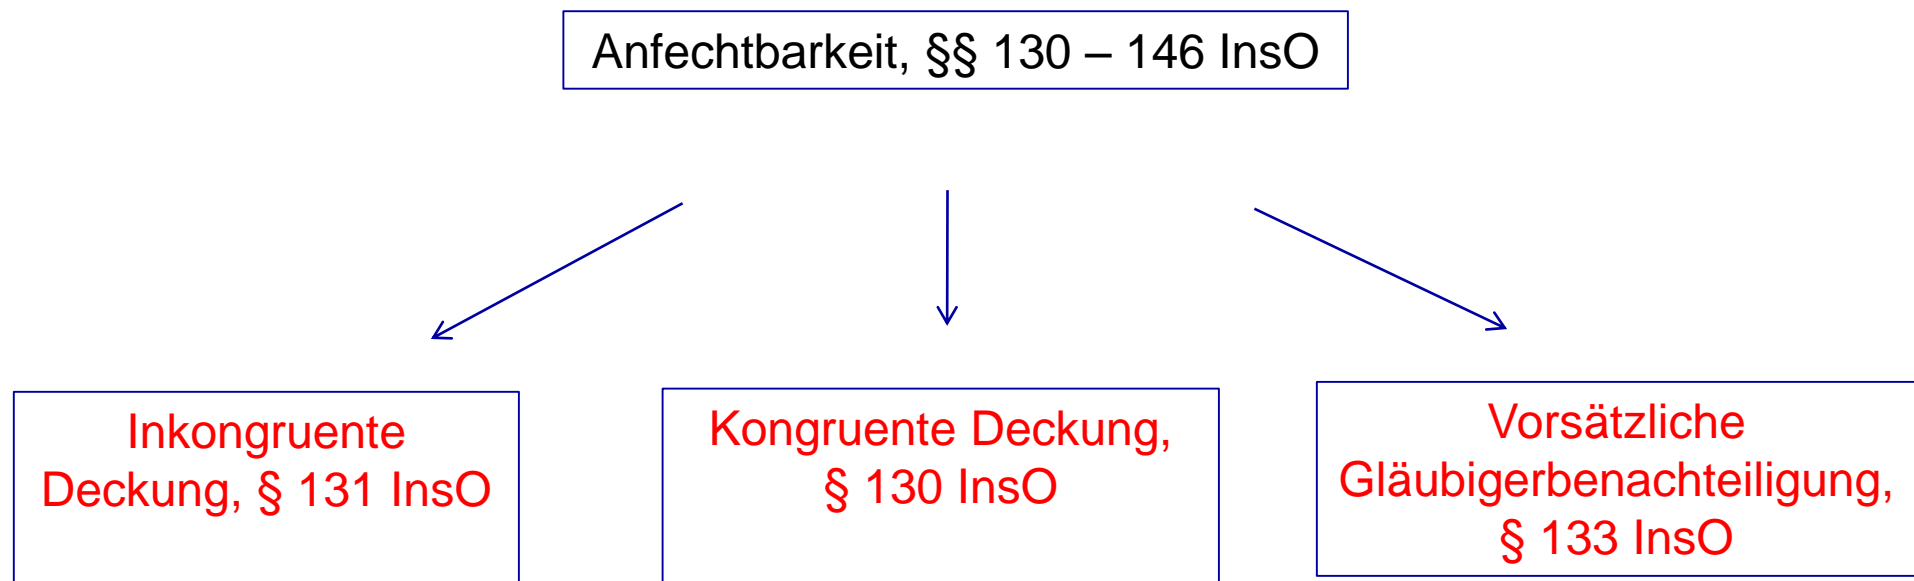 Anfechtbarkeit, §§ 130 – 146 InsO
Inkongruente
Deckung, § 131 InsO
Kongruente Deckung,
§ 130 InsO
Vorsätzliche
Gläubigerbenachteiligung,
§ 133 InsO